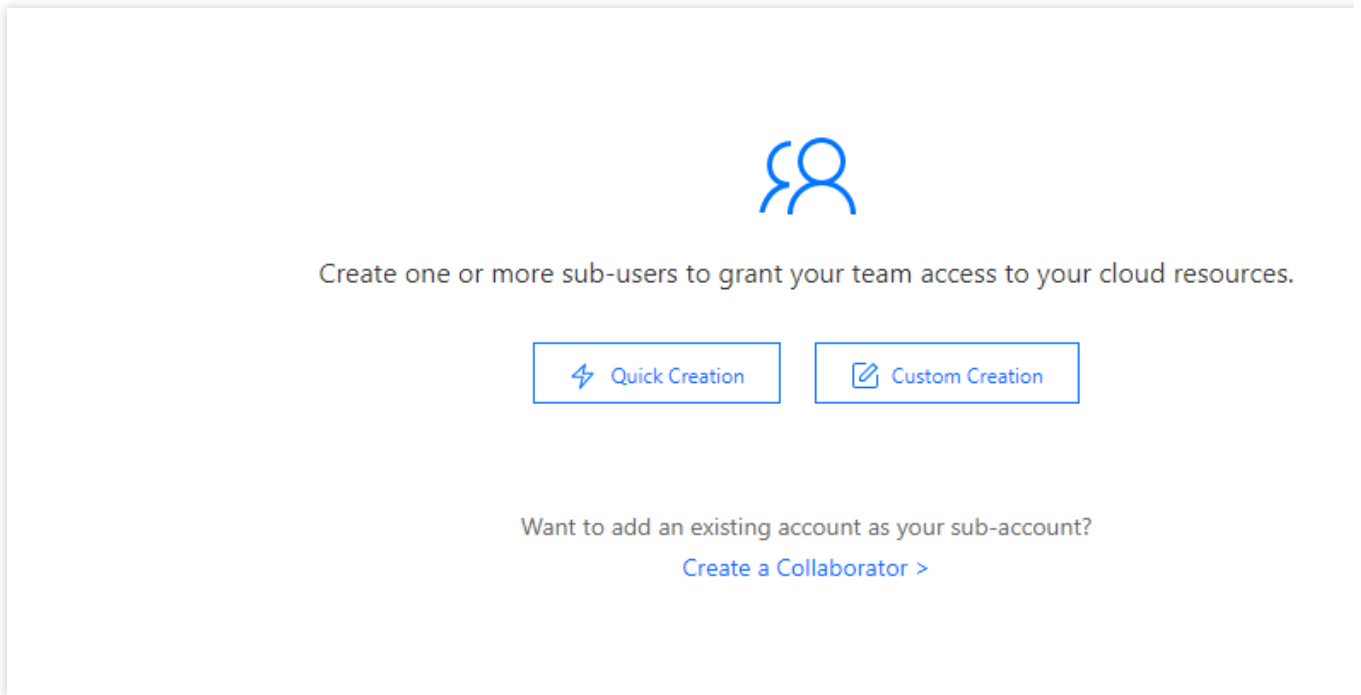 Create one or more sub-users to grant your team access to your cloud resources.
Quick Creation
Custom Creation
Want to add an existing account as your sub-account?
Create a Collaborator >